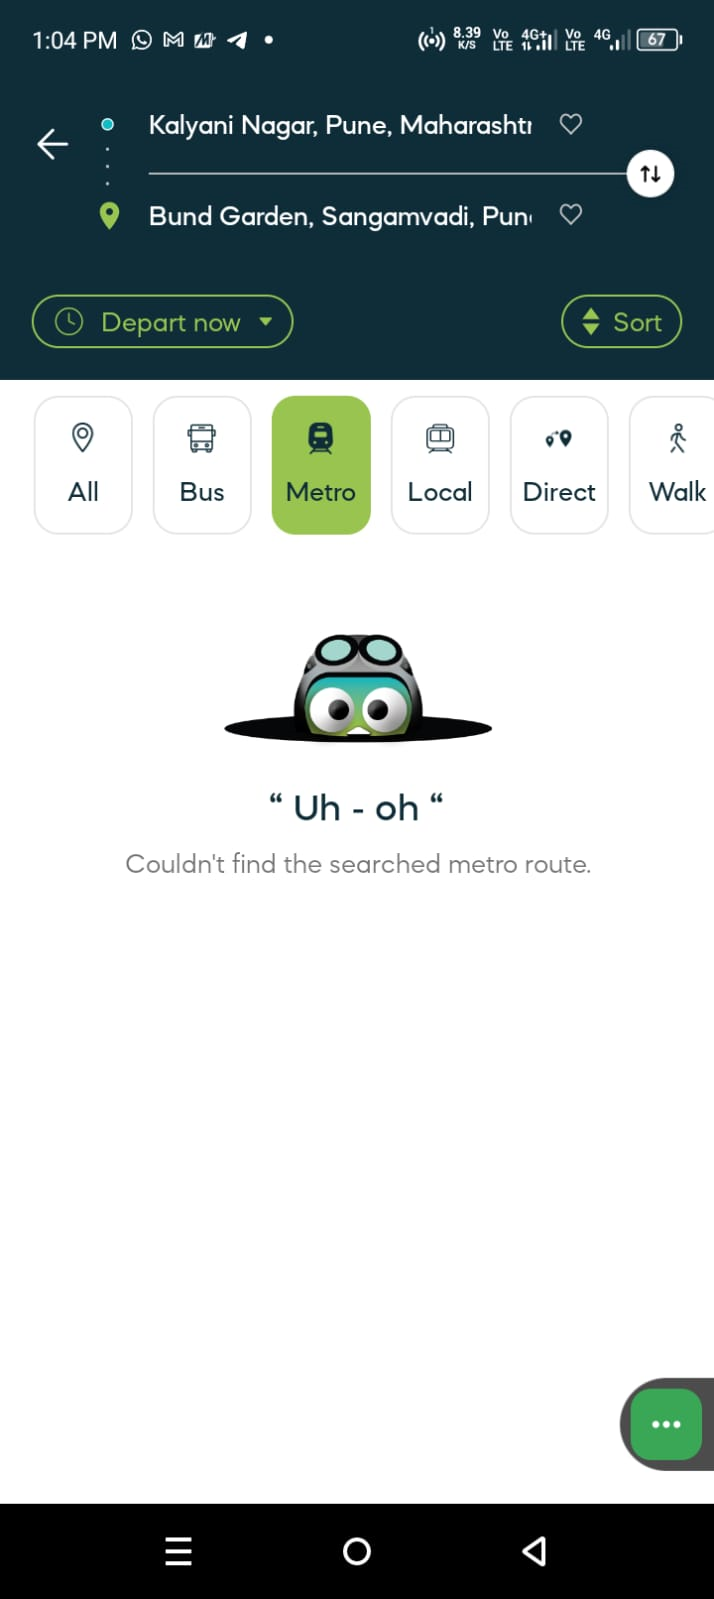 1:04 PM
1 8.39 K/S Vo LTE 4G+ Vo LTE 4G 67
Kalyani Nagar, Pune, Maharasht
Bund Garden, Sangamvadi, Pun
Depart now
Sort
All Bus Metro Local Direct Walk
“ Uh - oh “
Couldn't find the searched metro route.